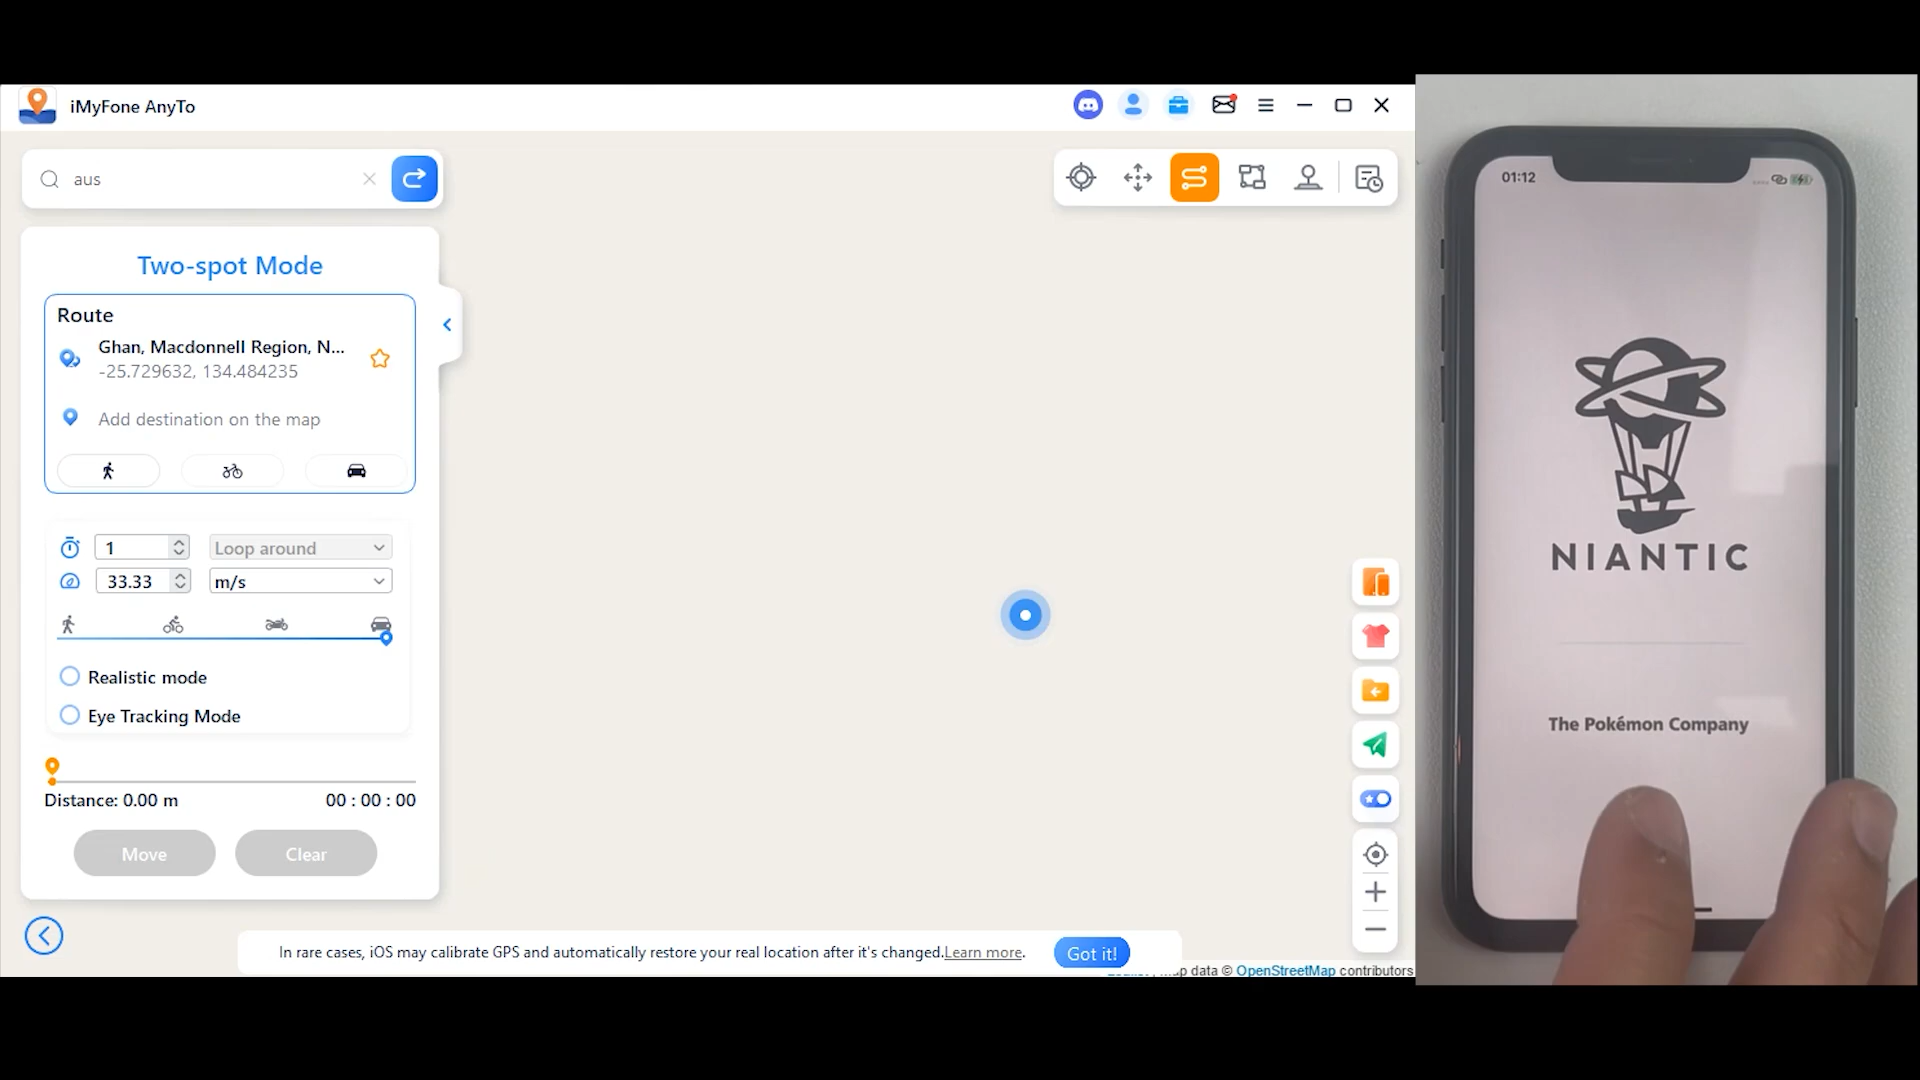 iMyFone AnyTo
aus
Two-spot Mode
Route
Ghan, Macdonnell Region, N...
-25.729632, 134.484235
Add destination on the map
1
Loop around
33.33
m/s
Realistic mode
Eye Tracking Mode
Distance: 0.00 m
00 : 00 : 00
Move
Clear
In rare cases, iOS may calibrate GPS and automatically restore your real location after it's changed.Learn more.
Got it!
Map data © OpenStreetMap contributors
01:12
NIANTIC
The Pokémon Company